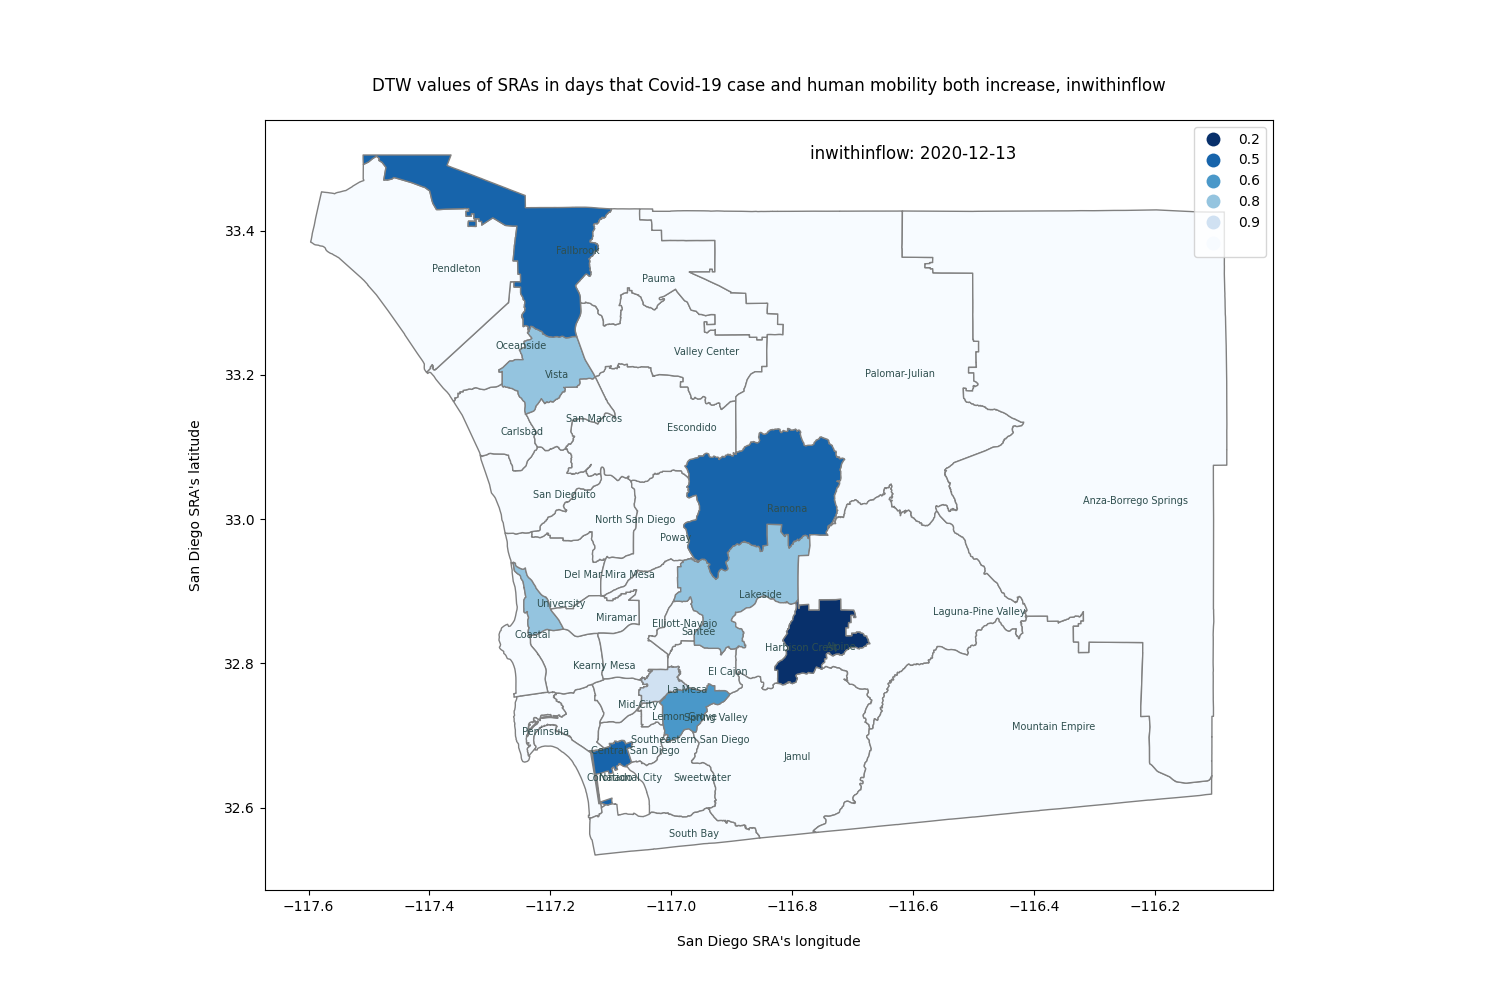 DTW values of SRAs in days that Covid-19 case and human mobility both increase, inwithinflow
inwithinflow: 2020-12-13
0.2
0.5
0.6
0.8
0.9
San Diego SRA's latitude
33.4
33.2
33.0
32.8
32.6
Fallbrook
Pendleton
Pauma
Oceanside
Valley Center
Vista
Palomar-Julian
San Marcos
Carlsbad
Escondido
San Dieguito
Anza-Borrego Springs
Ramona
North San Diego
Poway
Del Mar-Mira Mesa
Lakeside
University
Laguna-Pine Valley
Miramar
Elliott-Navajo
Santee
Coastal
Harbison Crest
Kearny Mesa
El Cajon
La Mesa
Mid-City
Lemon Grove
Spring Valley
Mountain Empire
Peninsula
Southeastern San Diego
Central San Diego
Jamul
Coronado
National City
Sweetwater
South Bay
−117.6
−117.4
−117.2
−117.0
−116.8
−116.6
−116.4
−116.2
San Diego SRA's longitude